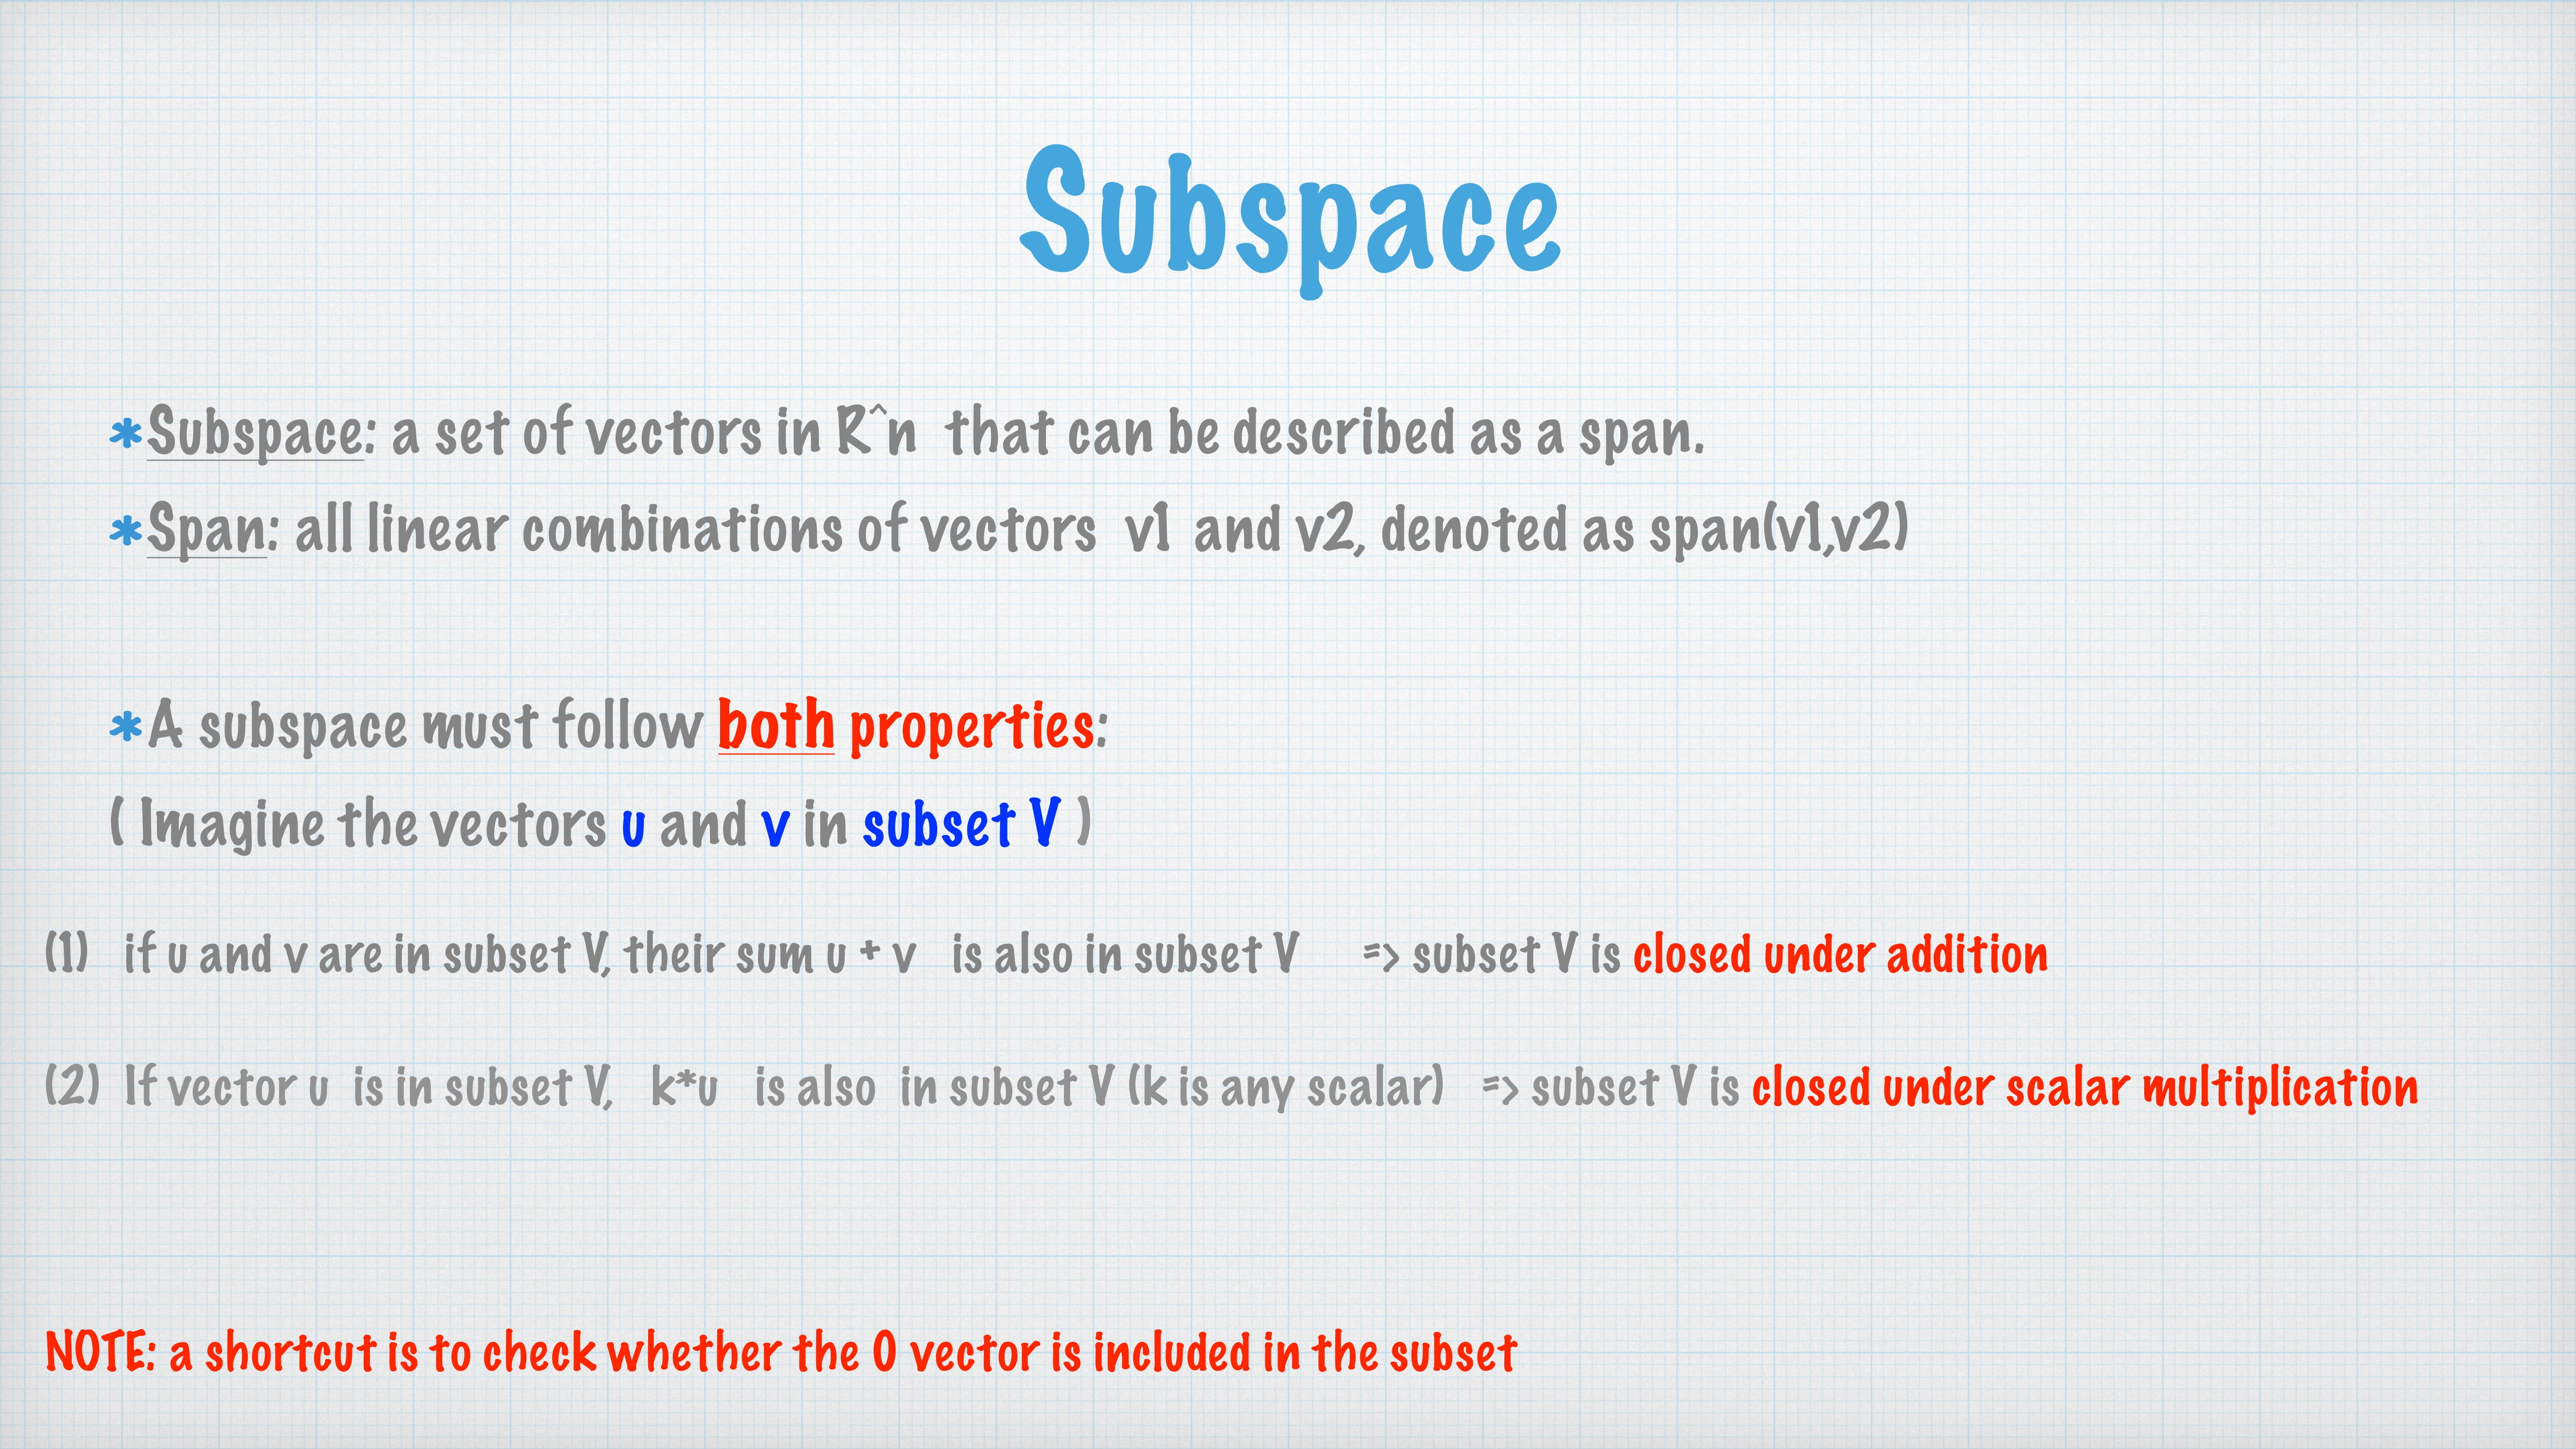 Subspace
*Subspace: a set of vectors in R^n that can be described as a span.
*Span: all linear combinations of vectors v1 and v2, denoted as span(v1,v2)
*A subspace must follow both properties:
( Imagine the vectors u and v in subset V )
(1) if u and v are in subset V, their sum u + v is also in subset V => subset V is closed under addition
(2) If vector u is in subset V, k*u is also in subset V (k is any scalar) => subset V is closed under scalar multiplication
NOTE: a shortcut is to check whether the 0 vector is included in the subset